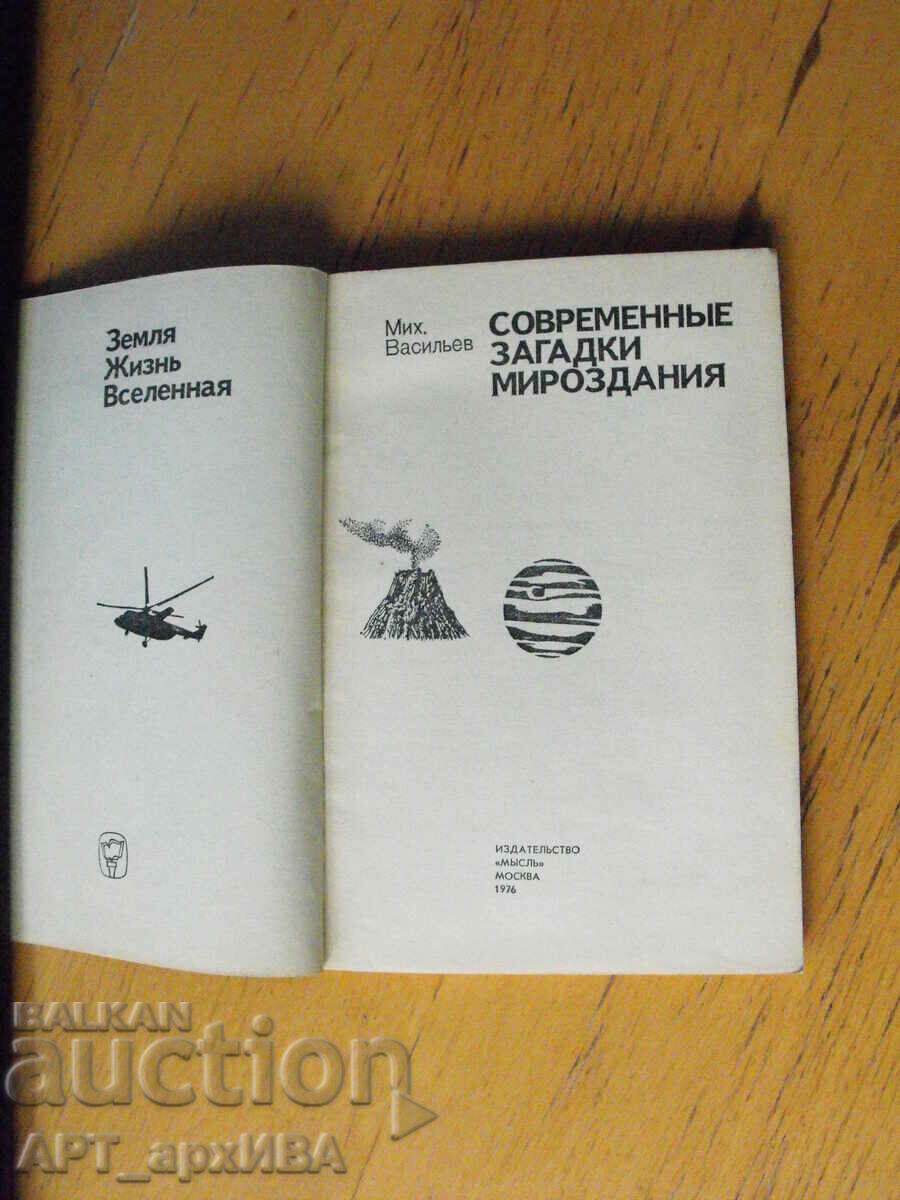 Земля
Жизнь
Вселенная
Мих.
Васильев
СОВРЕМЕННЫЕ
ЗАГАДКИ
МИРОЗДАНИЯ
ИЗДАТЕЛЬСТВО
«МЫСЛЬ»
МОСКВА
1976
BALKAN
auction
АРТ_архИВА